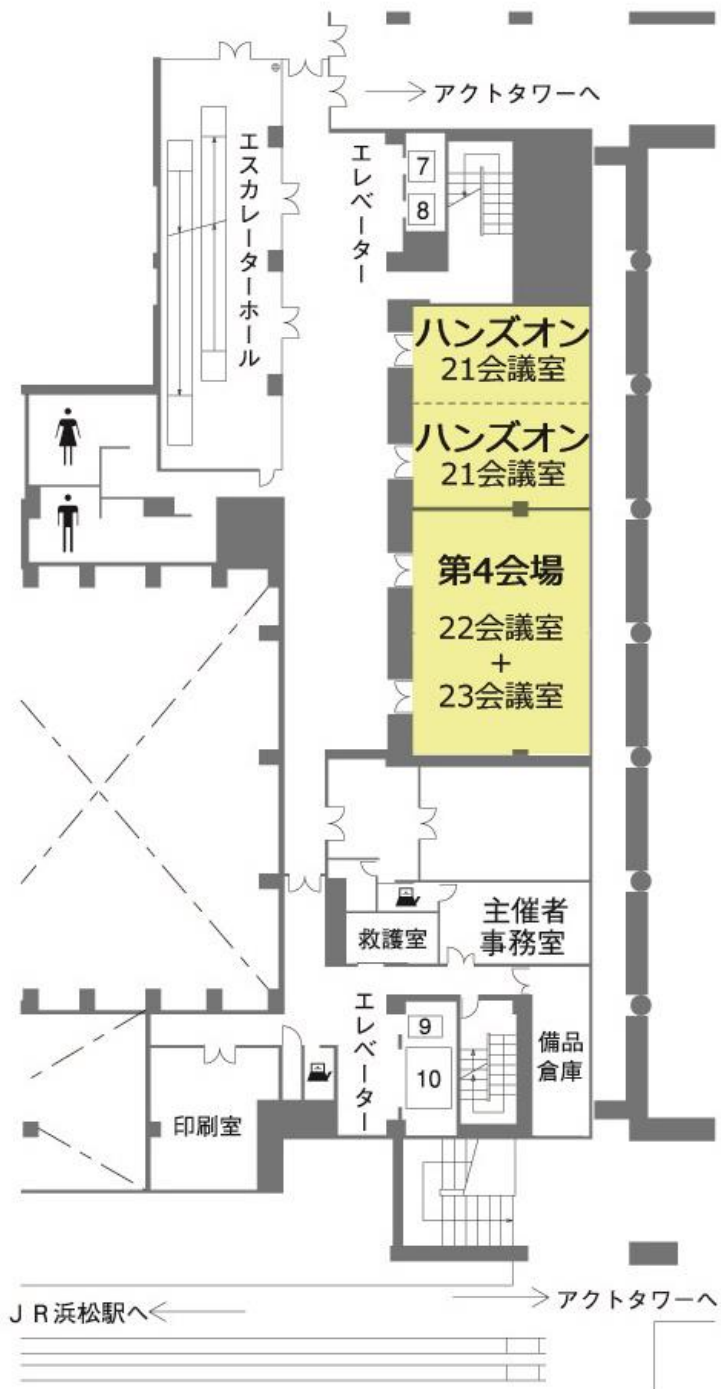 アクトタワーへ
エスカレーターホール
エレベーター
7
8
ハンズオン
21会議室
ハンズオン
21会議室
第4会場
22会議室
+
23会議室
主催者
事務室
救護室
エレベーター
9
10
備品
倉庫
印刷室
JR浜松駅へ
アクトタワーへ